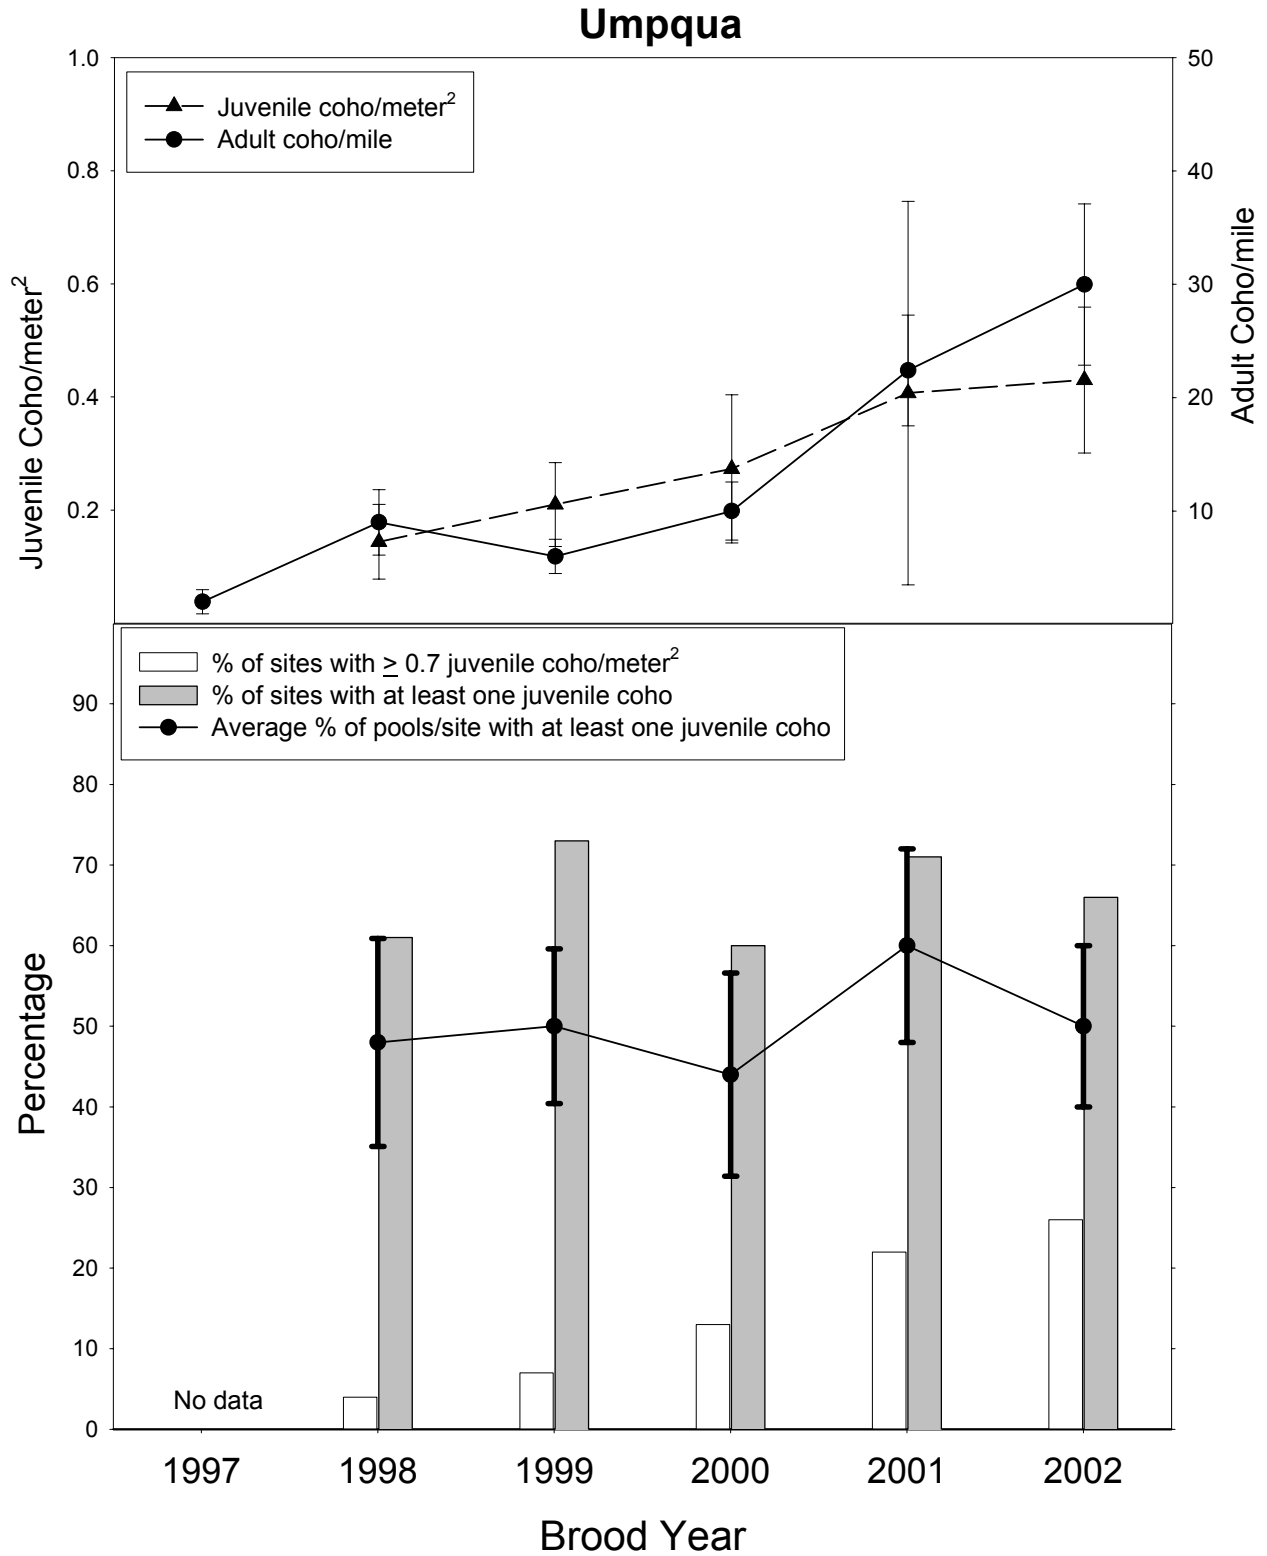 Umpqua
1.0
0.8
0.6
0.4
0.2
Juvenile Coho/meter²
50
40
30
20
10
Adult Coho/mile
Juvenile coho/meter²
Adult coho/mile
% of sites with ≥ 0.7 juvenile coho/meter²
% of sites with at least one juvenile coho
Average % of pools/site with at least one juvenile coho
90
80
70
60
50
40
30
20
10
0
Percentage
No data
1997 1998 1999 2000 2001 2002
Brood Year